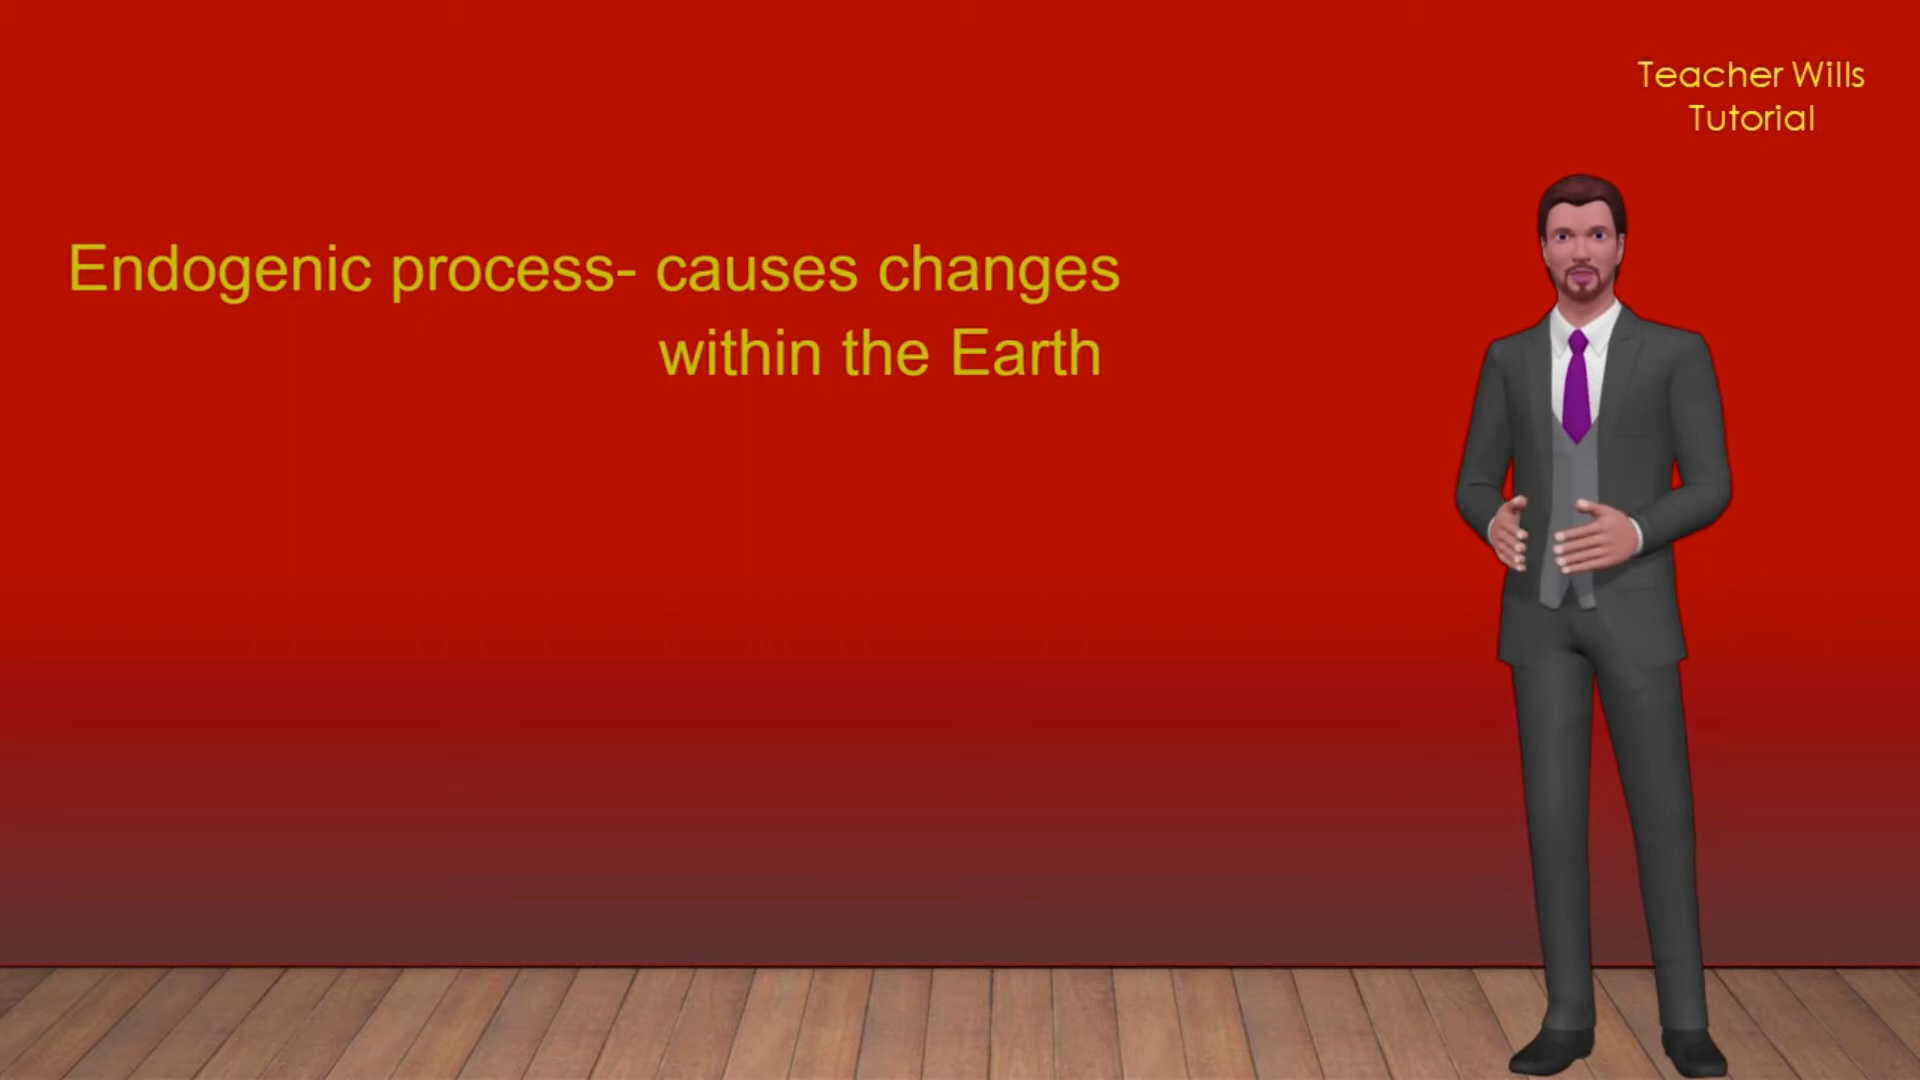 Teacher Wills
Tutorial
Endogenic process- causes changes
within the Earth